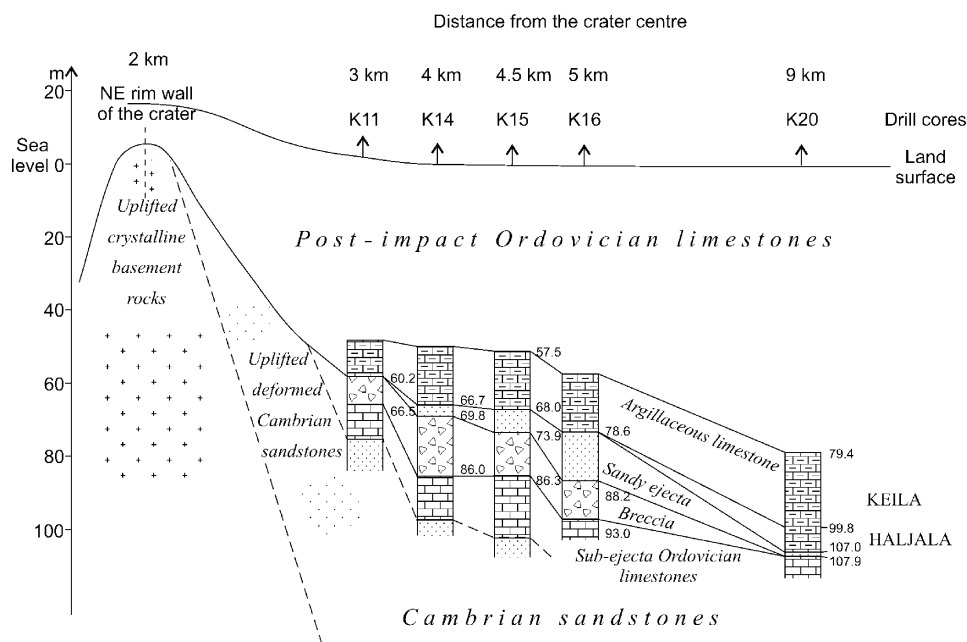 Distance from the crater centre
2 km
3 km 4 km 4.5 km 5 km 9 km
m
20
NE rim wall
of the crater
K11 K14 K15 K16 K20 Drill cores
Sea
level 0
Land
surface
Uplifted
crystalline
basement
rocks
Post-impact Ordovician limestones
20
40
60
80
100
Uplifted
deformed
Cambrian
sandstones
60.2
66.5
66.7
69.8
86.0
57.5
68.0
73.9
86.3
78.6
88.2
93.0
Argillaceous limestone
Sandy ejecta
Breccia
79.4
99.8
107.0
107.9
KEILA
HALJALA
Sub-ejecta Ordovician
limestones
Cambrian sandstones